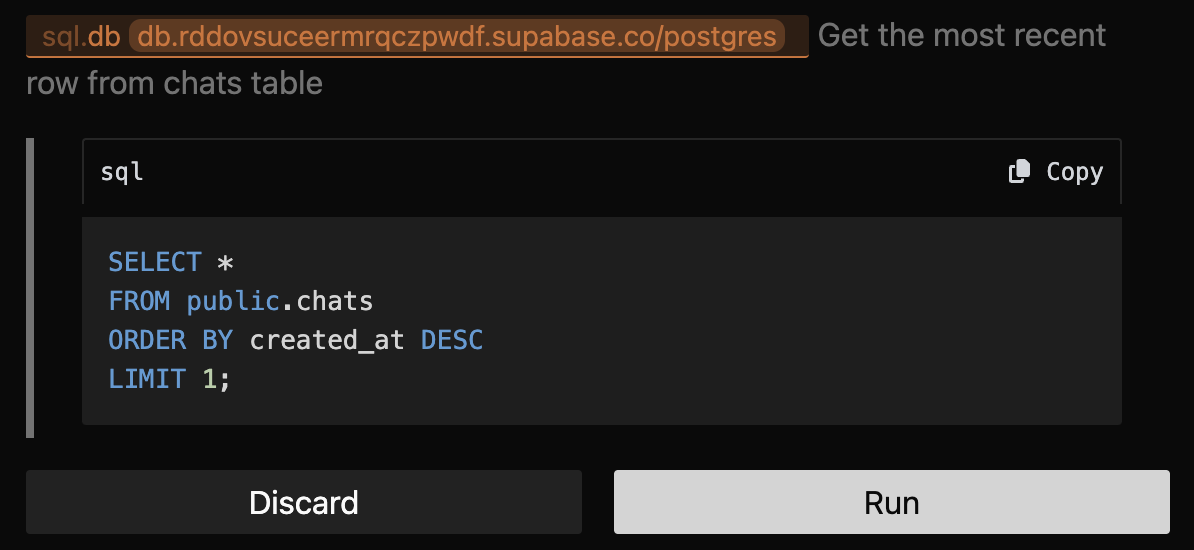 sql.db db.rddovsuceermrqczpwdf.supabase.co/postgres Get the most recent
row from chats table
sql Copy
SELECT *
FROM public.chats
ORDER BY created_at DESC
LIMIT 1;
Discard Run